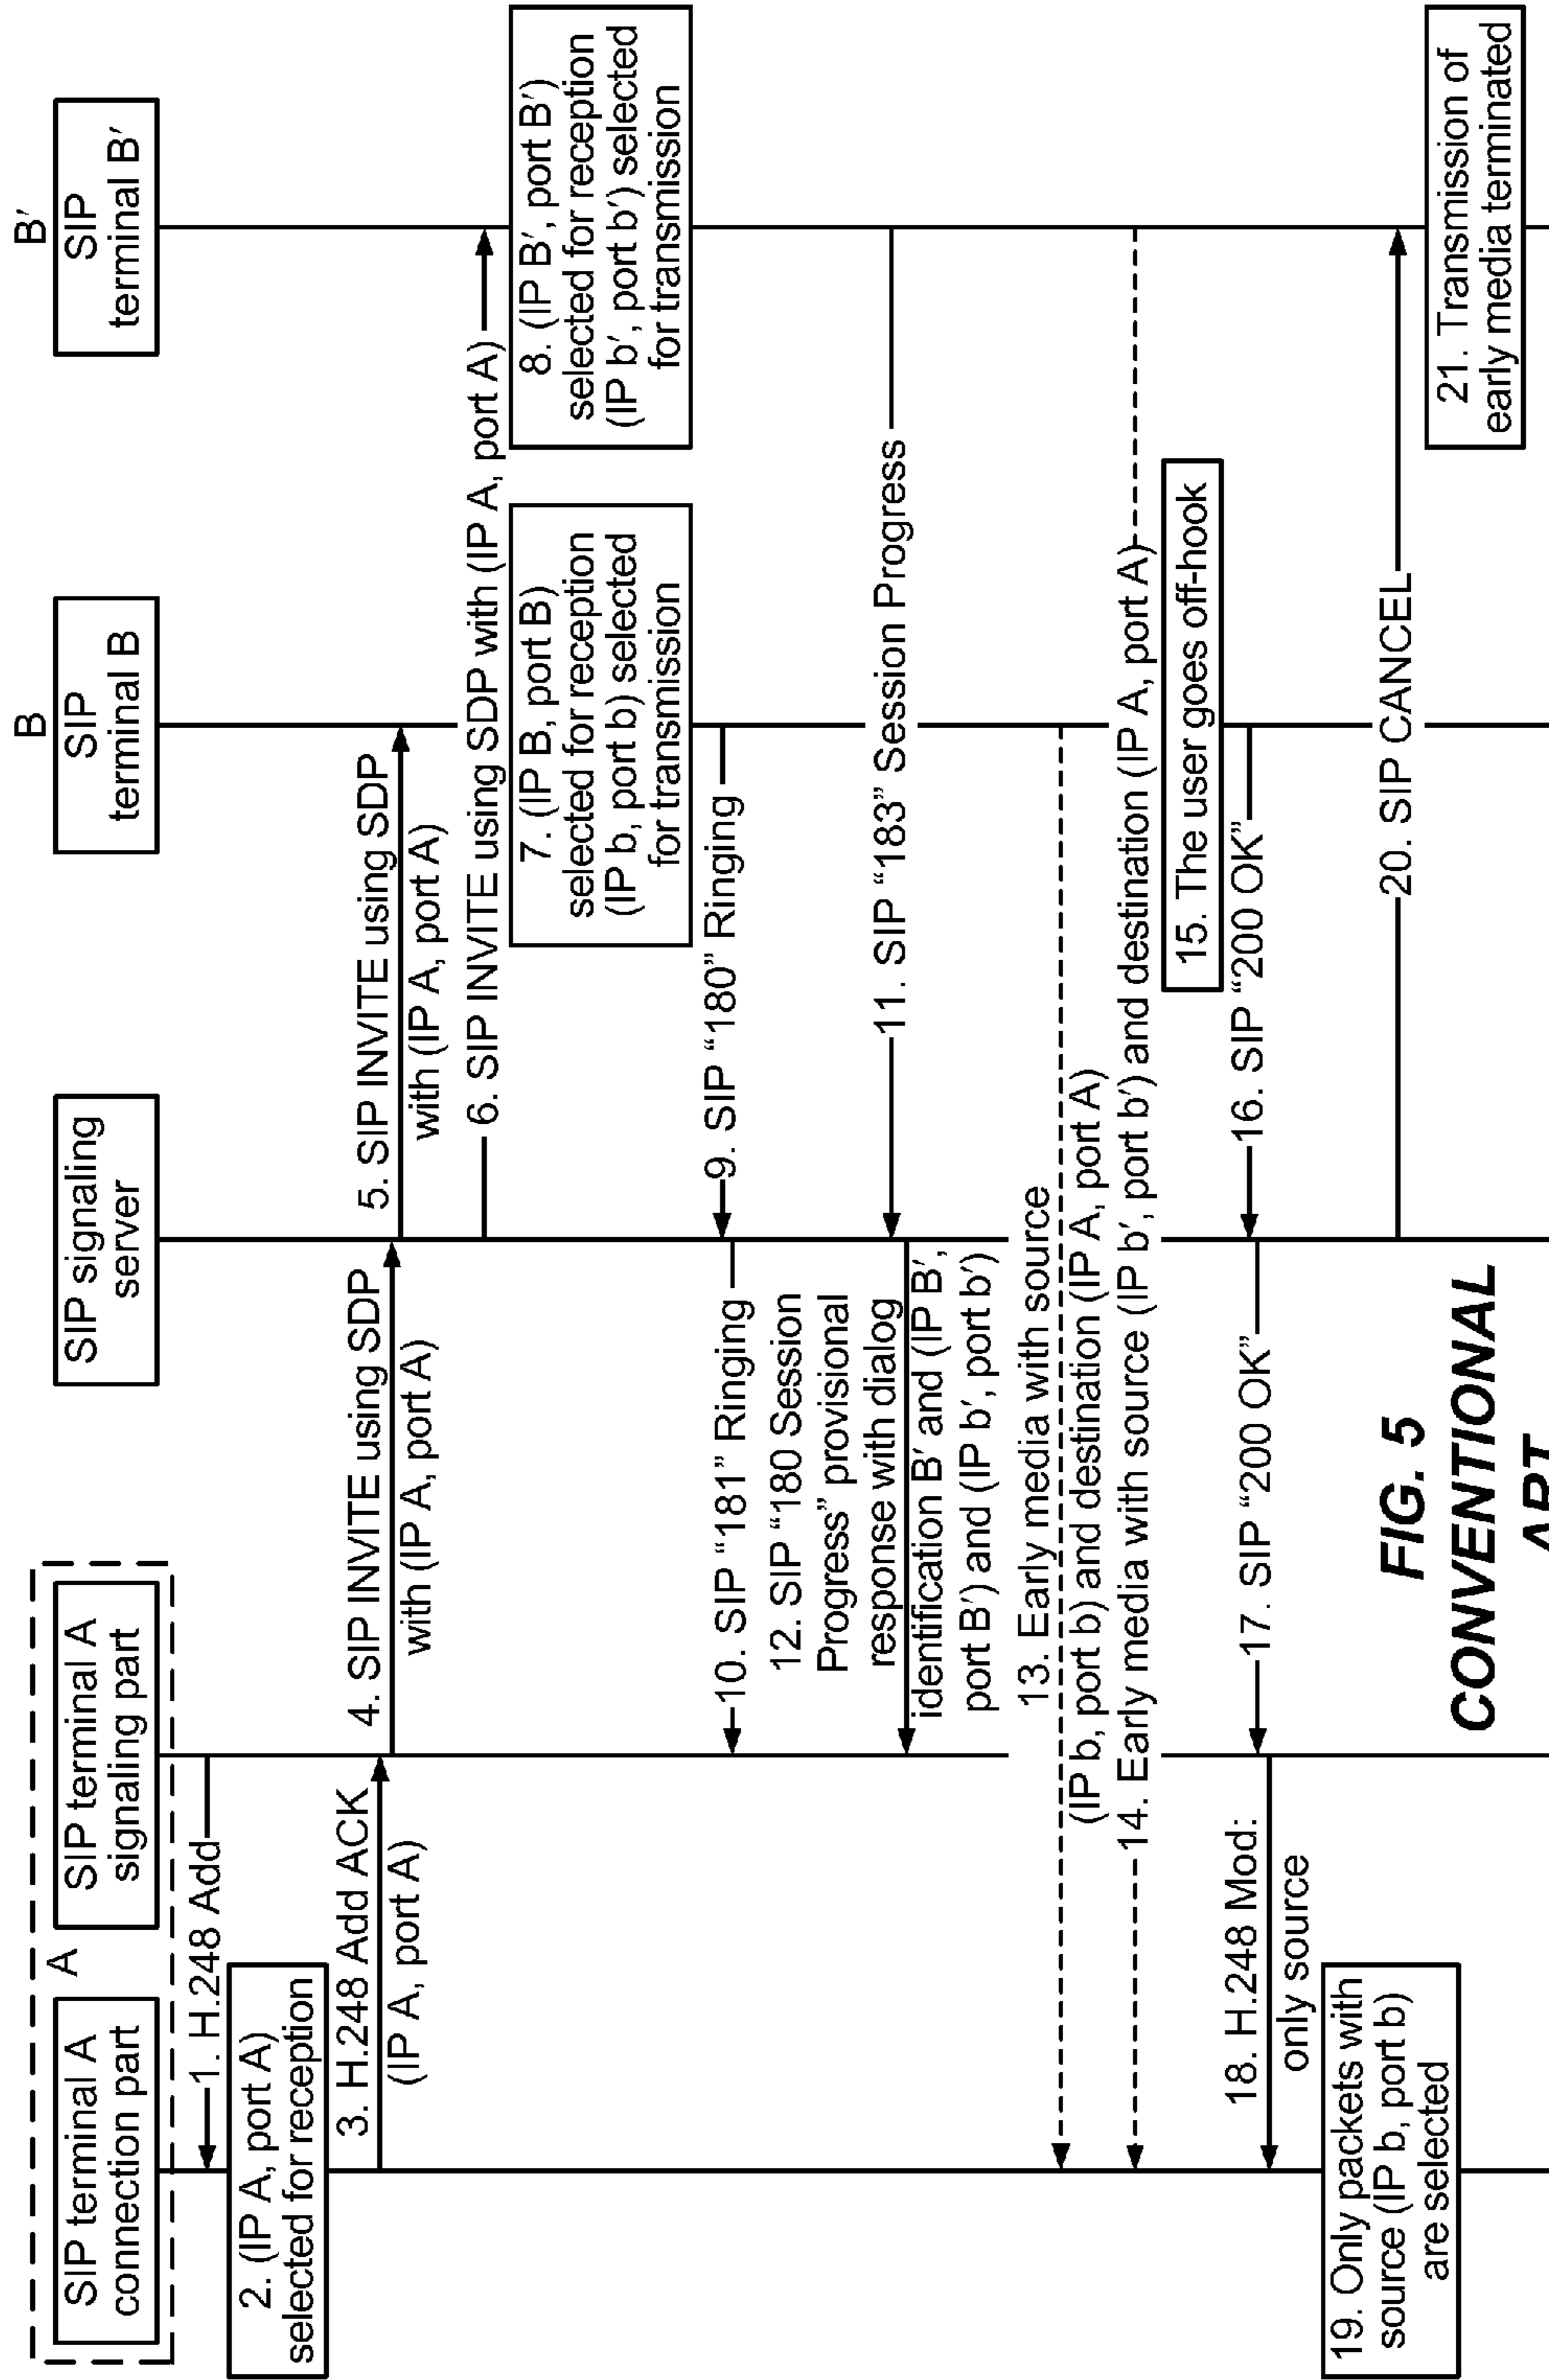 A
SIP terminal A
connection part
SIP terminal A
signaling part
SIP signaling
server
B
SIP
terminal B
B′
SIP
terminal B′
1. H.248 Add
2. (IP A, port A)
selected for reception
3. H.248 Add ACK
(IP A, port A)
4. SIP INVITE using SDP
with (IP A, port A)
5. SIP INVITE using SDP
with (IP A, port A)
6. SIP INVITE using SDP with (IP A, port A)
7. (IP B, port B)
selected for reception
(IP b, port b) selected
for transmission
8. (IP B′, port B′)
selected for reception
(IP b′, port b′) selected
for transmission
9. SIP “180” Ringing
10. SIP “181” Ringing
11. SIP “183” Session Progress
12. SIP “180 Session
Progress” provisional
response with dialog
identification B′ and (IP B′,
port B′) and (IP b′, port b′)
13. Early media with source
(IP b, port b) and destination (IP A, port A)
14. Early media with source (IP b′, port b′) and destination (IP A, port A)
15. The user goes off-hook
16. SIP “200 OK”
17. SIP “200 OK”
18. H.248 Mod:
only source
19. Only packets with
source (IP b, port b)
are selected
20. SIP CANCEL
21. Transmission of
early media terminated
FIG. 5
CONVENTIONAL
ART